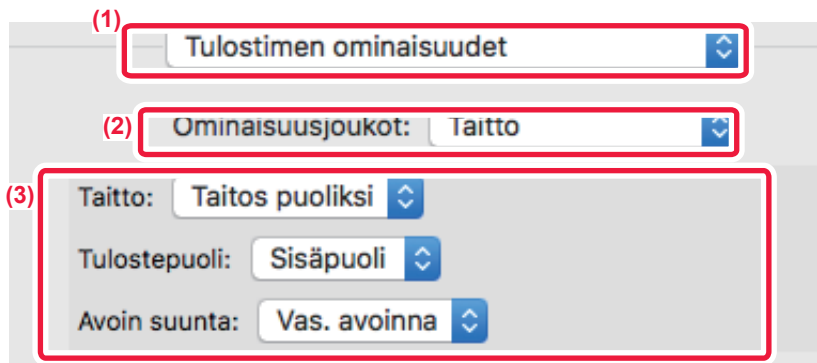 (1)
Tulostimen ominaisuudet
(2) Ominaisuusjoukot: Taitto
(3) Taitto: Taitos puoliksi
Tulostepuoli: Sisäpuoli
Avoin suunta: Vas. avoinna